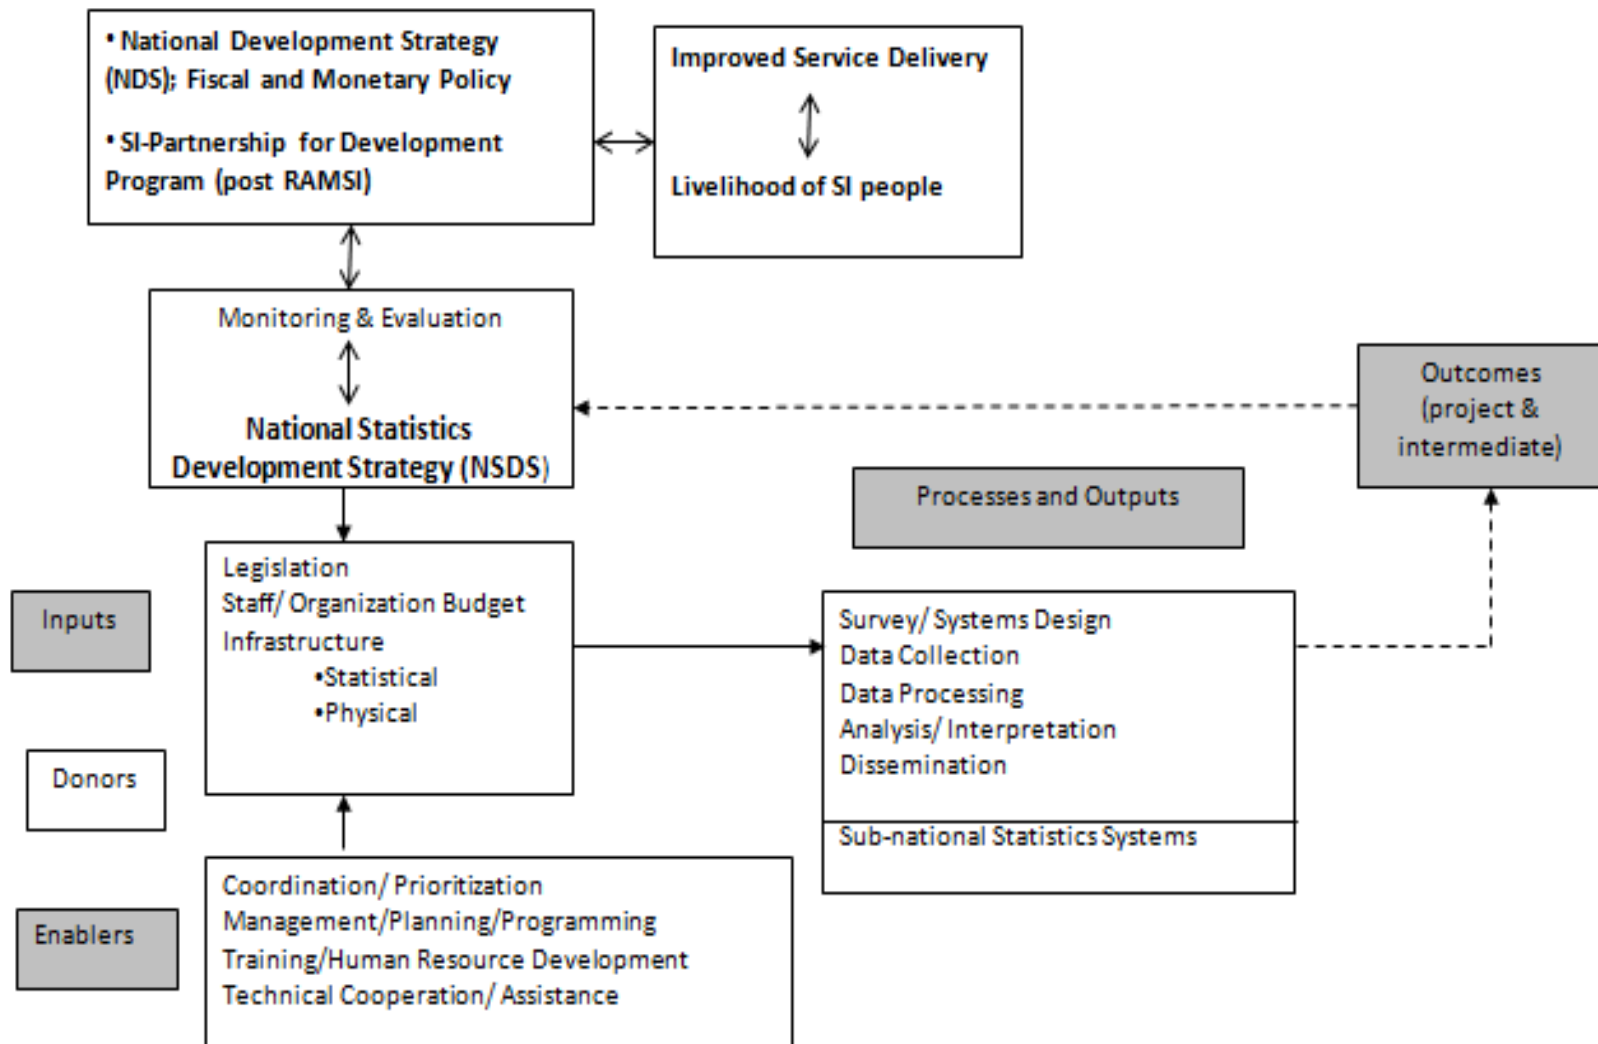 • National Development Strategy
(NDS); Fiscal and Monetary Policy
• SI-Partnership for Development
Program (post RAMSI)
Improved Service Delivery
Livelihood of SI people
Monitoring & Evaluation
National Statistics
Development Strategy (NSDS)
Outcomes
(project &
intermediate)
Processes and Outputs
Inputs
Legislation
Staff/ Organization Budget
Infrastructure
•Statistical
•Physical
Survey/ Systems Design
Data Collection
Data Processing
Analysis/ Interpretation
Dissemination
Sub-national Statistics Systems
Donors
Enablers
Coordination/ Prioritization
Management/Planning/Programming
Training/Human Resource Development
Technical Cooperation/ Assistance